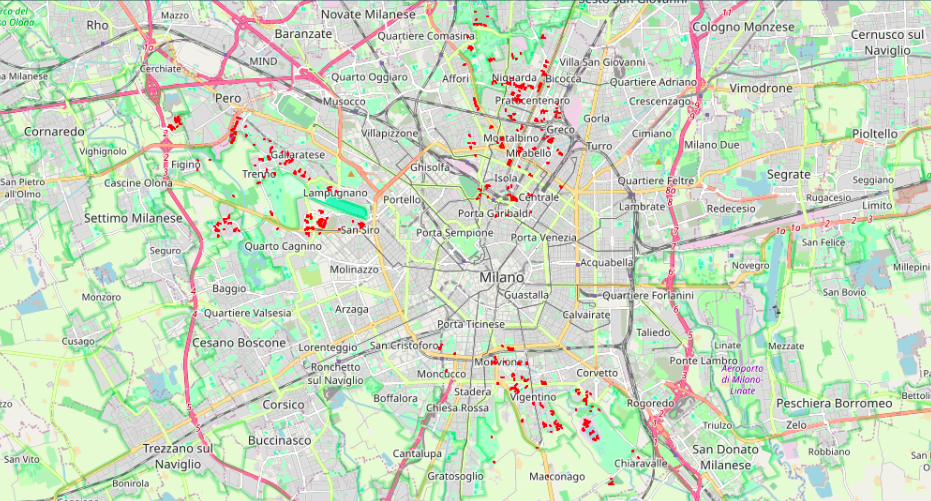 Sesto San Giovanni
Mazzo
Novate Milanese
Rho
Baranzate
Quartiere Comasina
Cologno Monzese
Cernusco sul
Naviglio
Cerchiate
MIND
Villa San Giovanni
Quarto Oggiaro
Affori
Niguarda
Bicocca
Quartiere Adriano
Vimodrone
Pero
Musocco
Pratocentenaro
Crescenzago
Gorla
Cornaredo
Villapizzone
Greco
Cimiano
Pioltello
Montalbino
Turro
Milano Due
Vighignolo
Gallaratese
Mirabello
Figino
Ghisolfa
Trenno
Isola
Segrate
San Pietro
all'Olmo
Cascine Olona
Quartiere Feltre
Seggiano
Lampugnano
Portello
Centrale
Rugacesio
Limito
Settimo Milanese
Porta Garibaldi
Lambrate
Redecesio
San Siro
Porta Sempione
Porta Venezia
Quarto Cagnino
San Felice
Seguro
Molinazzo
Acquabella
Novegro
Milano
Baggio
Monzoro
Guastalla
Quartiere Forlanini
San Bovio
Arzaga
Quartiere Valsesia
Calvairate
Porta Ticinese
Taliedo
Cusago
Cesano Boscone
Lorenteggio
San Cristoforo
Linate
Mezzate
Ponte Lambro
Ronchetto
sul Naviglio
Moncucco
Morivione
Corvetto
Aeroporto
di Milano-
Linate
Stadera
Boffalora
Vigentino
Corsico
Chiesa Rossa
Rogoredo
Peschiera Borromeo
Triulzo
Zelo
Buccinasco
Trezzano sul
Naviglio
San Donato
Milanese
Robbiano
Cantalupa
San Vito
Chiaravalle
Gratosoglio
Macconago
Bonirola